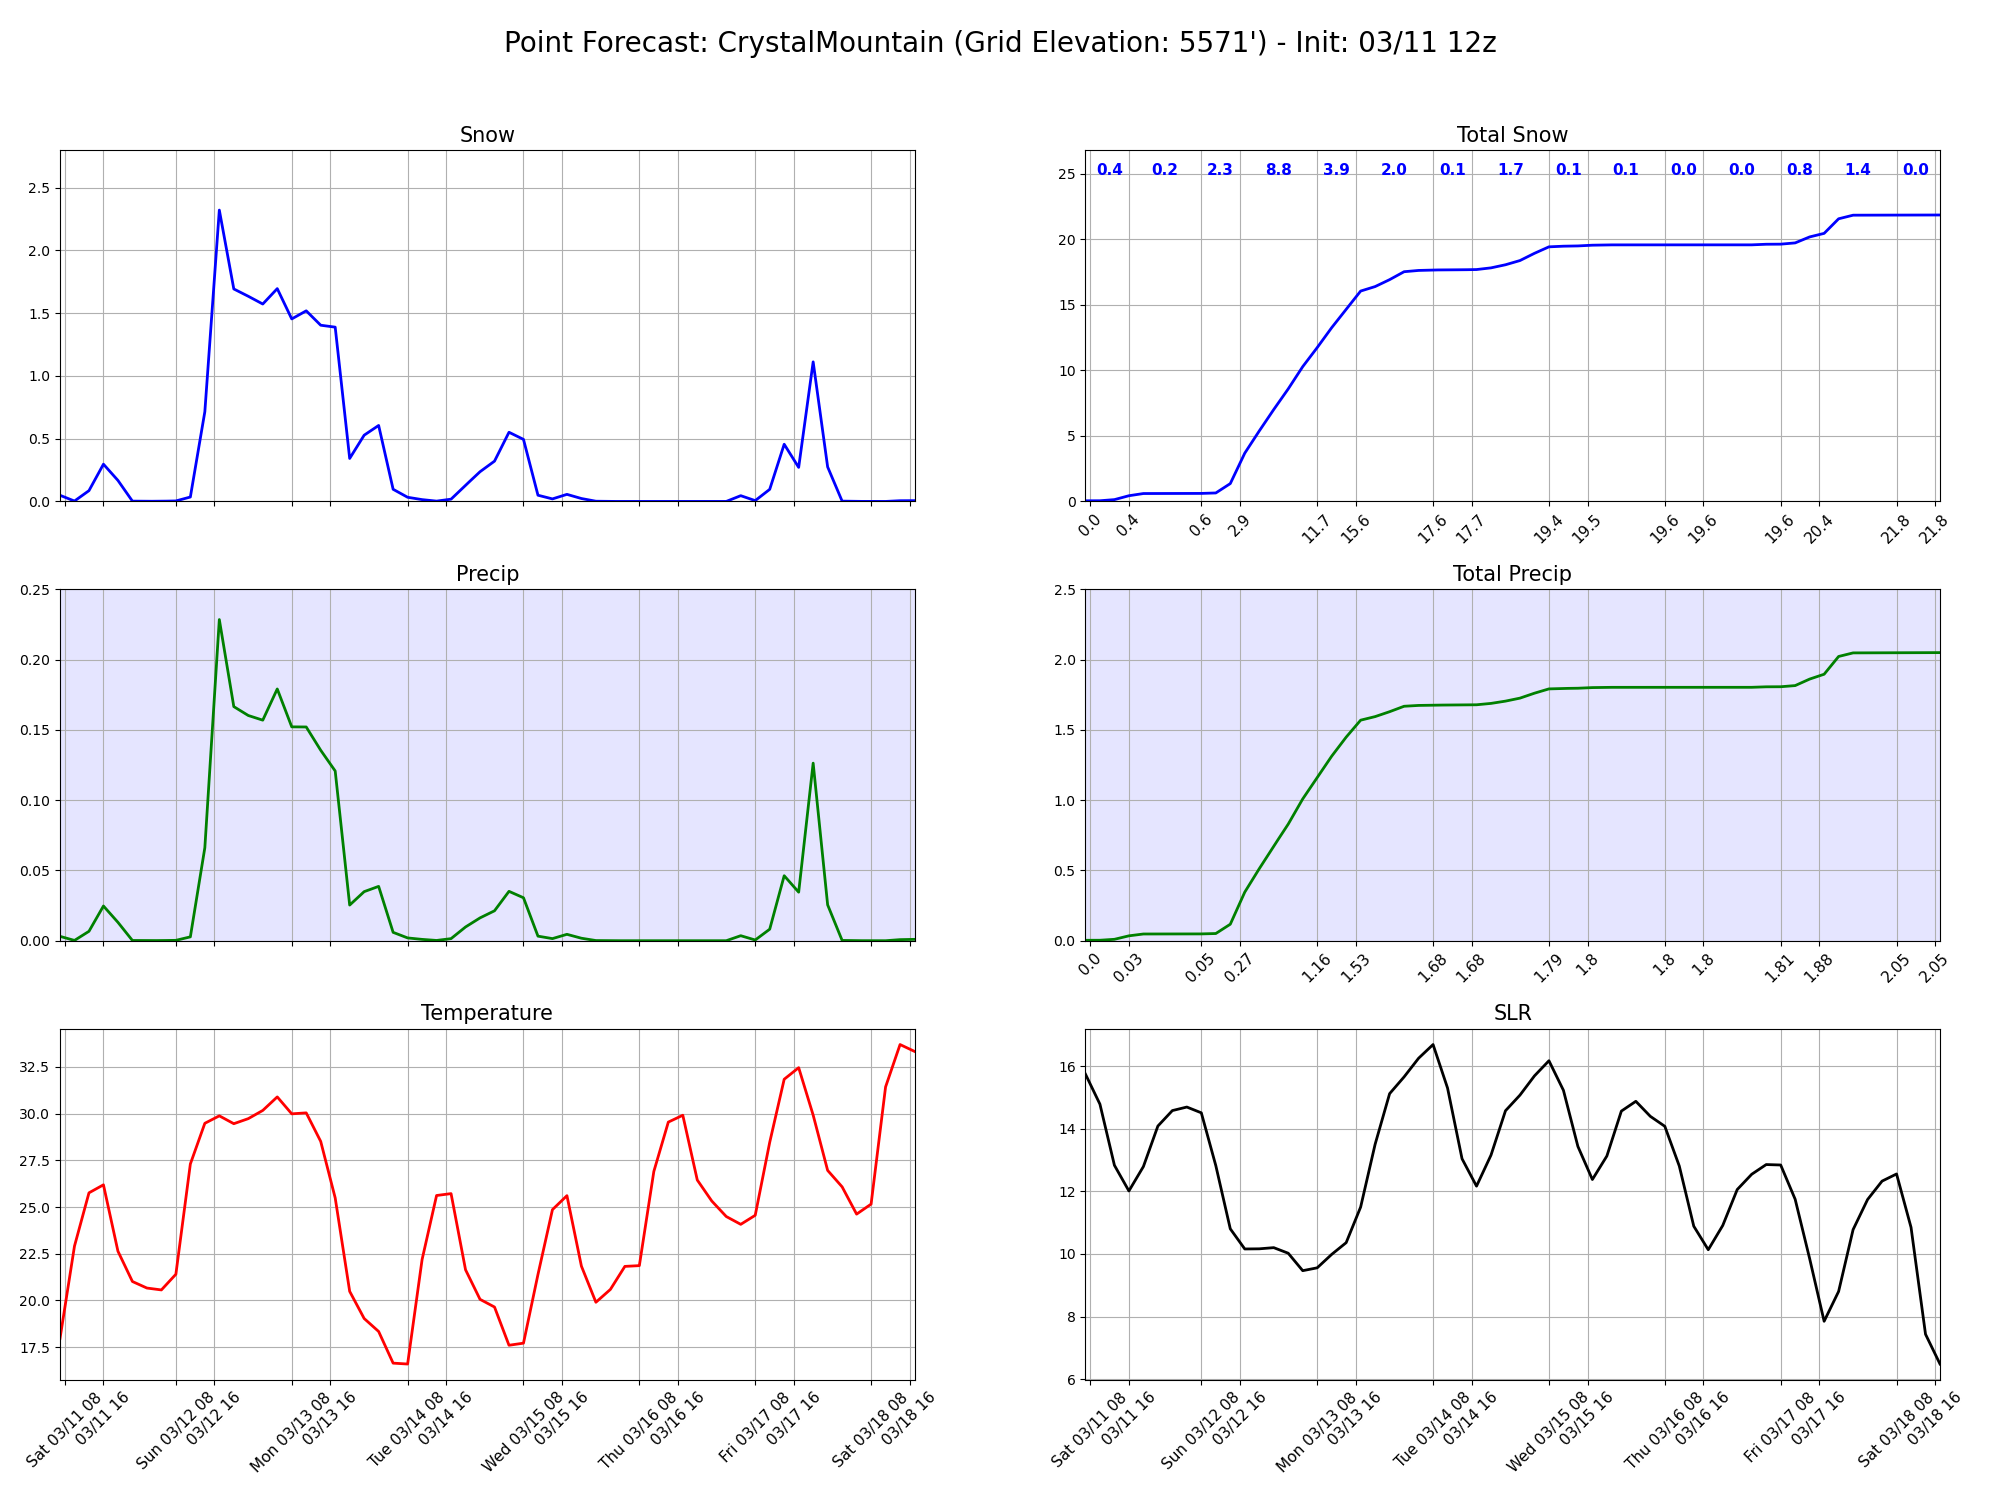 Point Forecast: CrystalMountain (Grid Elevation: 5571') - Init: 03/11 12z
Snow
2.5
2.0
1.5
1.0
0.5
0.0
Total Snow
0.4 0.2 2.3 8.8 3.9 2.0 0.1 1.7 0.1 0.1 0.0 0.0 0.8 1.4 0.0
25
20
15
10
5
0
0.0 0.4 0.6 2.9 11.7 15.6 17.6 17.7 19.4 19.5 19.6 19.6 19.6 20.4 21.8 21.8
Precip
0.25
0.20
0.15
0.10
0.05
0.00
Total Precip
2.5
2.0
1.5
1.0
0.5
0.0
0.0 0.03 0.05 0.27 1.16 1.53 1.68 1.68 1.79 1.8 1.8 1.8 1.81 1.88 2.05 2.05
Temperature
32.5
30.0
27.5
25.0
22.5
20.0
17.5
Sat 03/11 08
03/11 16
Sun 03/12 08
03/12 16
Mon 03/13 08
03/13 16
Tue 03/14 08
03/14 16
Wed 03/15 08
03/15 16
Thu 03/16 08
03/16 16
Fri 03/17 08
03/17 16
Sat 03/18 08
03/18 16
SLR
16
14
12
10
8
6
Sat 03/11 08
03/11 16
Sun 03/12 08
03/12 16
Mon 03/13 08
03/13 16
Tue 03/14 08
03/14 16
Wed 03/15 08
03/15 16
Thu 03/16 08
03/16 16
Fri 03/17 08
03/17 16
Sat 03/18 08
03/18 16